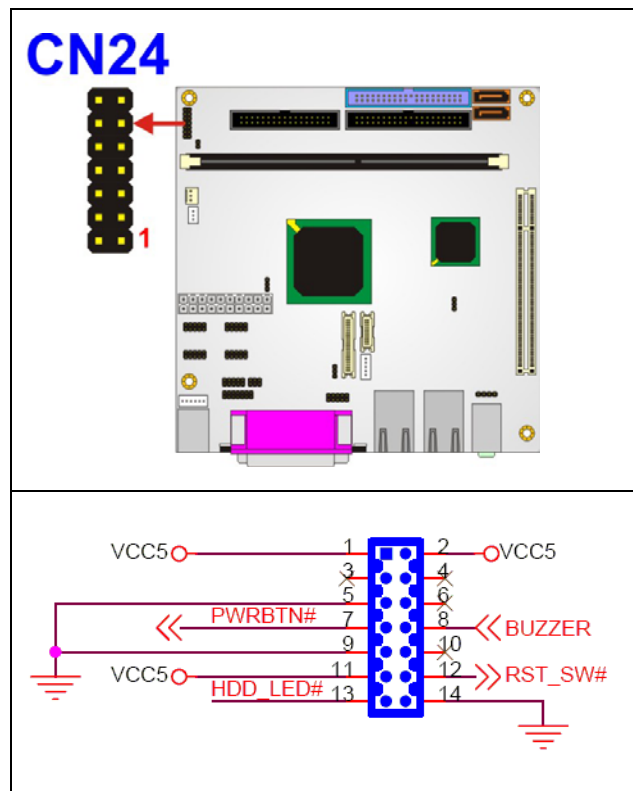 CN24
1
VCC5 1 2 VCC5
3 4
5 6
PWRBTN# 7 8 BUZZER
9 10
VCC5 11 12 RST_SW#
HDD_LED# 13 14